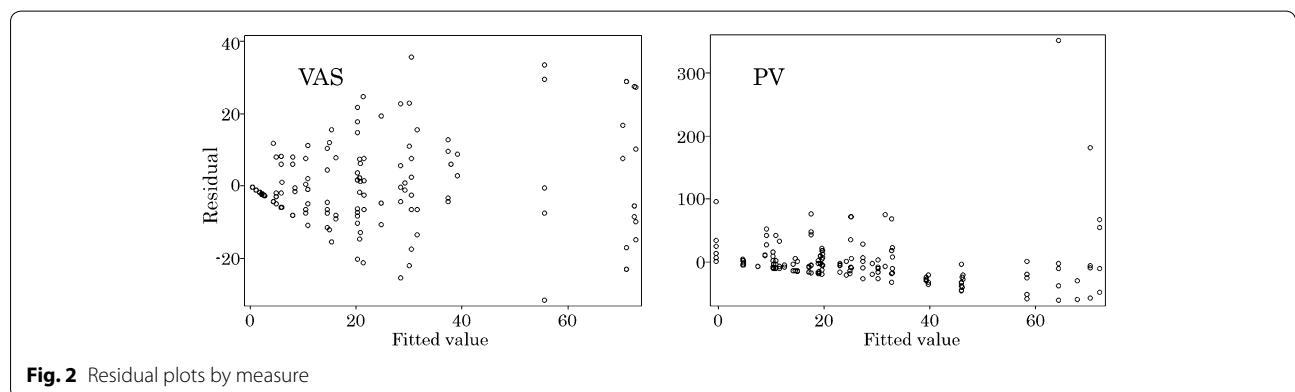 VAS
Residual
40
20
0
-20
0 20 40 60
Fitted value
PV
300
200
100
0
0 20 40 60
Fitted value
Fig. 2 Residual plots by measure